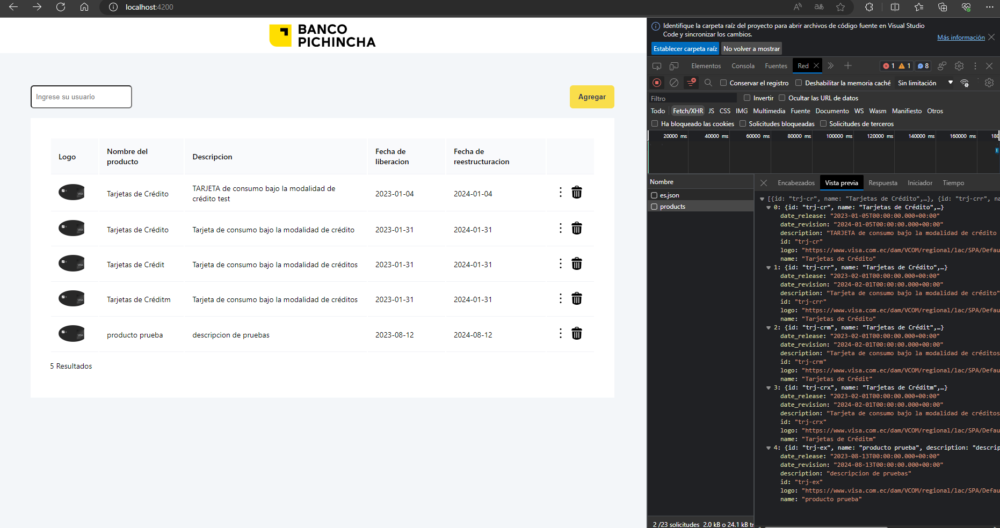 localhost:4200
BANCO
PICHINCHA
Ingrese su usuario
Agregar
Logo
Nombre del
producto
Descripcion
Fecha de
liberacion
Fecha de
reestructuracion
Tarjetas de Crédito
TARJETA de consumo bajo la modalidad de
crédito test
2023-01-04
2024-01-04
Tarjetas de Crédito
Tarjeta de consumo bajo la modalidad de crédito
2023-01-31
2024-01-31
Tarjetas de Crédit
Tarjeta de consumo bajo la modalidad de créditos
2023-01-31
2024-01-31
Tarjetas de Créditm
Tarjeta de consumo bajo la modalidad de créditos
2023-01-31
2024-01-31
producto prueba
descripcion de pruebas
2023-08-12
2024-08-12
5 Resultados
Identifique la carpeta raíz del proyecto para abrir archivos de código fuente en Visual Studio
Code y sincronizar los cambios.
Más información
Establecer carpeta raíz
No volver a mostrar
Elementos Consola Fuentes Red
1 1 8
Conservar el registro
Deshabilitar la memoria caché
Sin limitación
Filtro
Invertir
Ocultar las URL de datos
Todo Fetch/XHR JS CSS IMG Multimedia Fuente Documento WS Wasm Manifiesto Otros
Ha bloqueado las cookies
Solicitudes bloqueadas
Solicitudes de terceros
20000 ms 40000 ms 60000 ms 80000 ms 100000 ms 120000 ms 140000 ms 160000 ms 180
Nombre
es.json
products
Encabezados Vista previa Respuesta Iniciador Tiempo
[{id: "trj-cr", name: "Tarjetas de Crédito",…}, {id: "trj-crr", na
0: {id: "trj-cr", name: "Tarjetas de Crédito",…}
date_release: "2023-01-05T00:00:00.000+00:00"
date_revision: "2024-01-05T00:00:00.000+00:00"
description: "TARJETA de consumo bajo la modalidad de crédito
id: "trj-cr"
logo: "https://www.visa.com.ec/dam/VCOM/regional/lac/SPA/Defau
name: "Tarjetas de Crédito"
1: {id: "trj-crr", name: "Tarjetas de Crédito",…}
date_release: "2023-02-01T00:00:00.000+00:00"
date_revision: "2024-02-01T00:00:00.000+00:00"
description: "Tarjeta de consumo bajo la modalidad de crédito"
id: "trj-crr"
logo: "https://www.visa.com.ec/dam/VCOM/regional/lac/SPA/Defau
name: "Tarjetas de Crédito"
2: {id: "trj-crm", name: "Tarjetas de Crédit",…}
date_release: "2023-02-01T00:00:00.000+00:00"
date_revision: "2024-02-01T00:00:00.000+00:00"
description: "Tarjeta de consumo bajo la modalidad de créditos
id: "trj-crm"
logo: "https://www.visa.com.ec/dam/VCOM/regional/lac/SPA/Defau
name: "Tarjetas de Crédit"
3: {id: "trj-crx", name: "Tarjetas de Créditm",…}
date_release: "2023-02-01T00:00:00.000+00:00"
date_revision: "2024-02-01T00:00:00.000+00:00"
description: "Tarjeta de consumo bajo la modalidad de créditos
id: "trj-crx"
logo: "https://www.visa.com.ec/dam/VCOM/regional/lac/SPA/Defau
name: "Tarjetas de Créditm"
4: {id: "trj-ex", name: "producto prueba", description: "descrip
date_release: "2023-08-13T00:00:00.000+00:00"
date_revision: "2024-08-13T00:00:00.000+00:00"
description: "descripcion de pruebas"
id: "trj-ex"
logo: "https://www.visa.com.ec/dam/VCOM/regional/lac/SPA/Defau
name: "producto prueba"
2 /23 solicitudes 2.0 kB o 24.1 kB tr